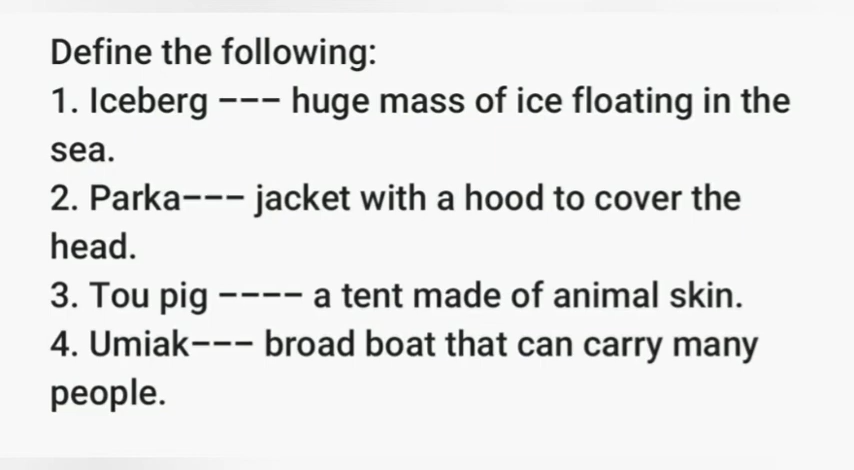 Define the following:
1. Iceberg --- huge mass of ice floating in the
sea.
2. Parka--- jacket with a hood to cover the
head.
3. Tou pig ---- a tent made of animal skin.
4. Umiak--- broad boat that can carry many
people.